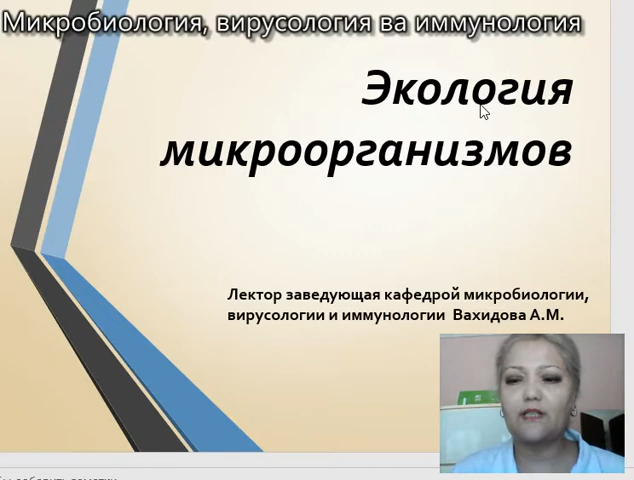 Микробиология, вирусология ва иммунология
Экология
микроорганизмов
Лектор заведующая кафедрой микробиологии,
вирусологии и иммунологии Вахидова А.М.